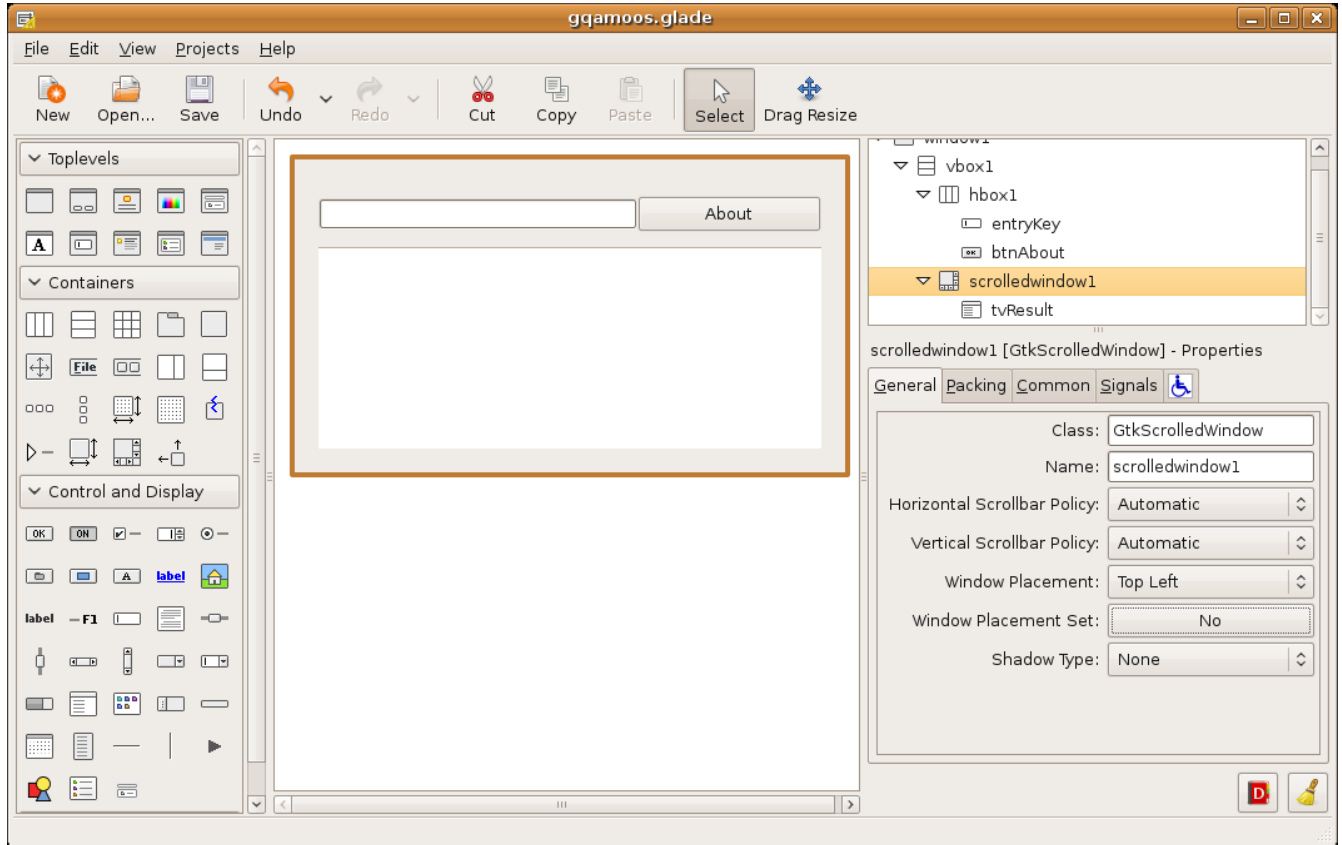 gqamoos.glade
File Edit View Projects Help
New Open... Save Undo Redo Cut Copy Paste Select Drag Resize
Toplevels
A
Containers
File
Control and Display
OK ON
A label
label F1
About
window1
vbox1
hbox1
entryKey
OK btnAbout
scrolledwindow1
tvResult
scrolledwindow1 [GtkScrolledWindow] - Properties
General Packing Common Signals
Class: GtkScrolledWindow
Name: scrolledwindow1
Horizontal Scrollbar Policy: Automatic
Vertical Scrollbar Policy: Automatic
Window Placement: Top Left
Window Placement Set: No
Shadow Type: None
D